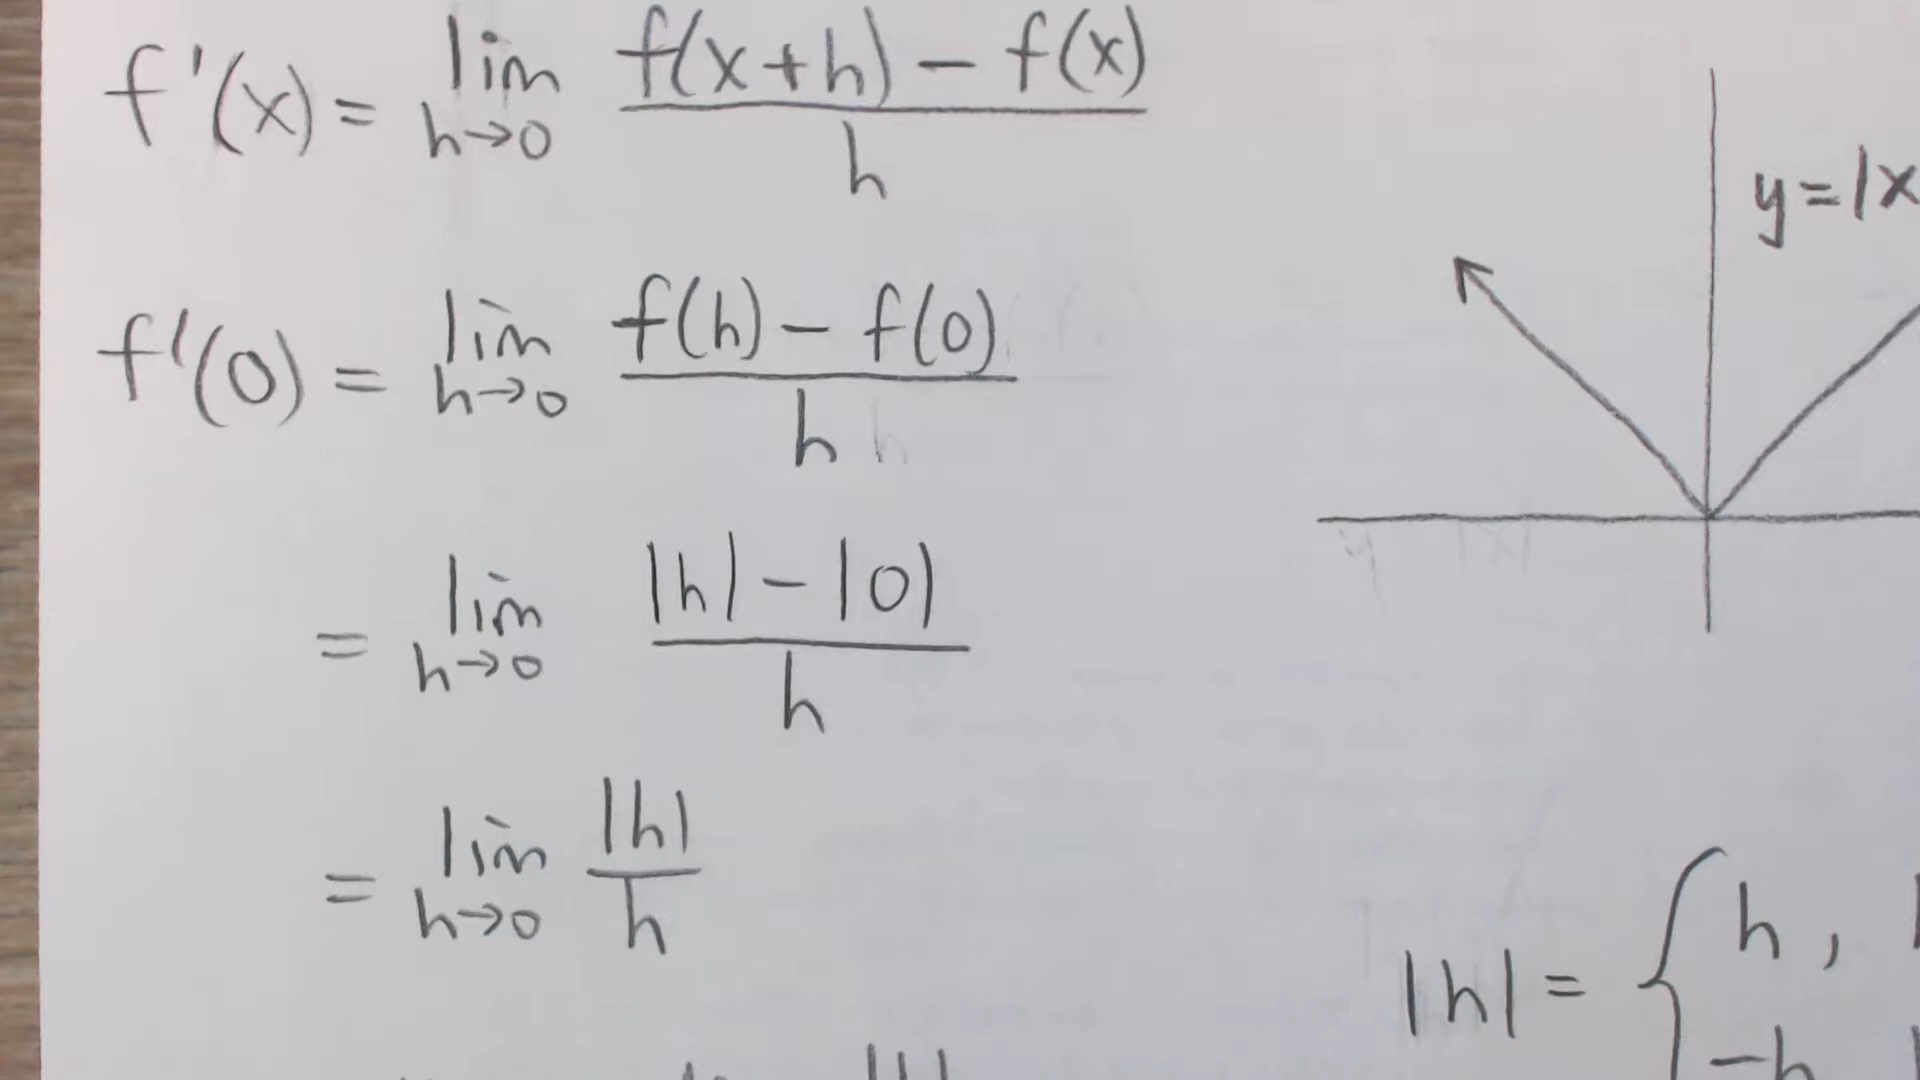 f'(x) = lim h→0 f(x+h) − f(x) / h
y = |x
f'(0) = lim h→0 f(h) − f(0) / h
= lim h→0 |h| − |0| / h
= lim h→0 |h| / h
|h| = { h ,
−h